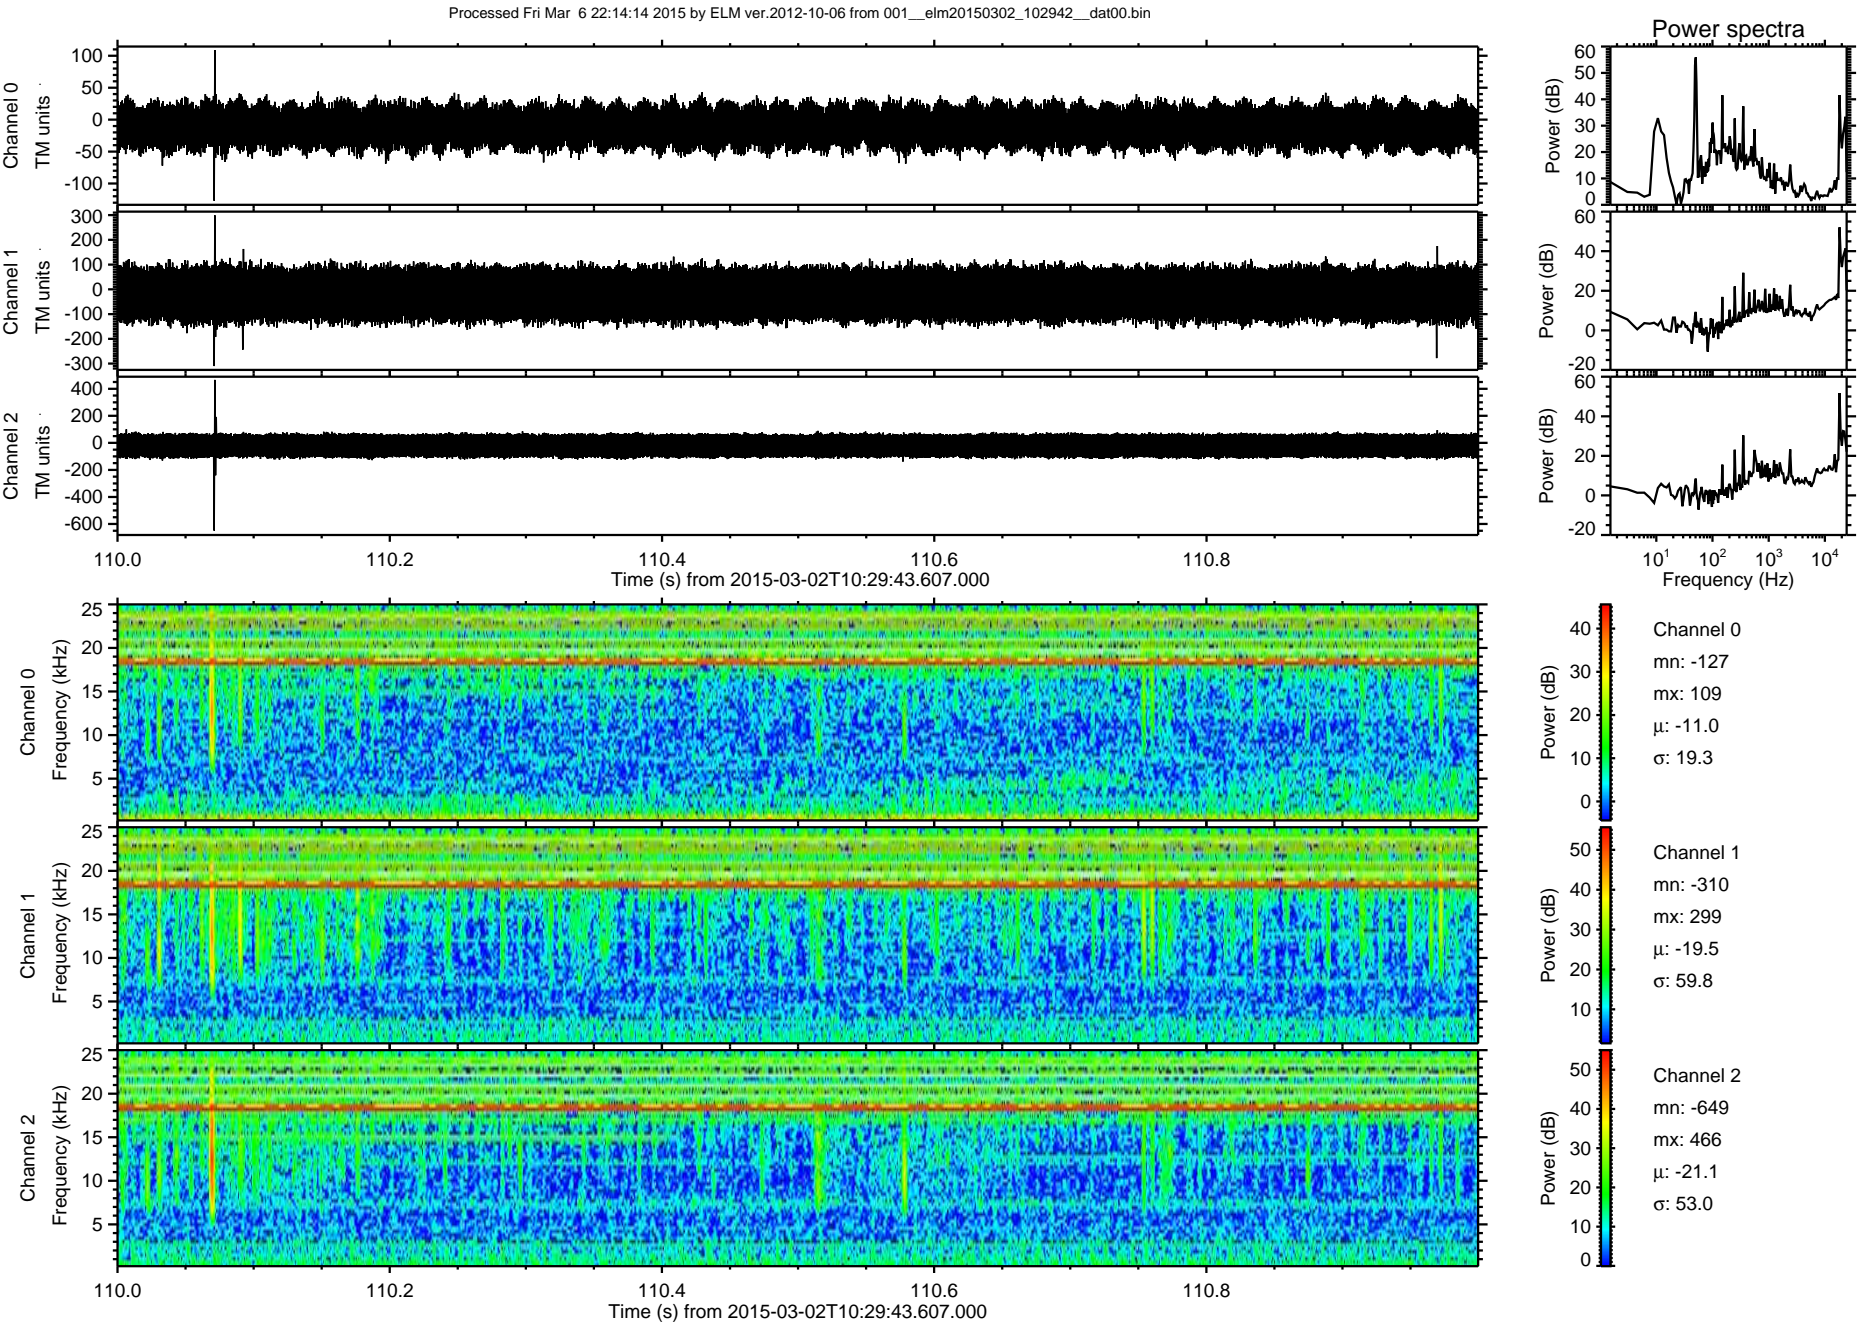 Processed Fri Mar  6 22:14:14 2015 by ELM ver.2012-10-06 from 001__elm20150302_102942__dat00.bin
Power spectra
Channel 0
TM units
100
50
0
-50
-100
Power (dB)
60
50
40
30
20
10
0
Channel 1
TM units
300
200
100
0
-100
-200
-300
Power (dB)
60
40
20
0
-20
Channel 2
TM units
400
200
0
-200
-400
-600
Power (dB)
60
40
20
0
-20
110.0 110.2 110.4 110.6 110.8
Time (s) from 2015-03-02T10:29:43.607.000
10^1 10^2 10^3 10^4
Frequency (Hz)
Channel 0
Frequency (kHz)
25
20
15
10
5
Power (dB)
40
30
20
10
0
Channel 0
mn: -127
mx: 109
μ: -11.0
σ: 19.3
Channel 1
Frequency (kHz)
25
20
15
10
5
Power (dB)
50
40
30
20
10
Channel 1
mn: -310
mx: 299
μ: -19.5
σ: 59.8
Channel 2
Frequency (kHz)
25
20
15
10
5
Power (dB)
50
40
30
20
10
0
Channel 2
mn: -649
mx: 466
μ: -21.1
σ: 53.0
110.0 110.2 110.4 110.6 110.8
Time (s) from 2015-03-02T10:29:43.607.000